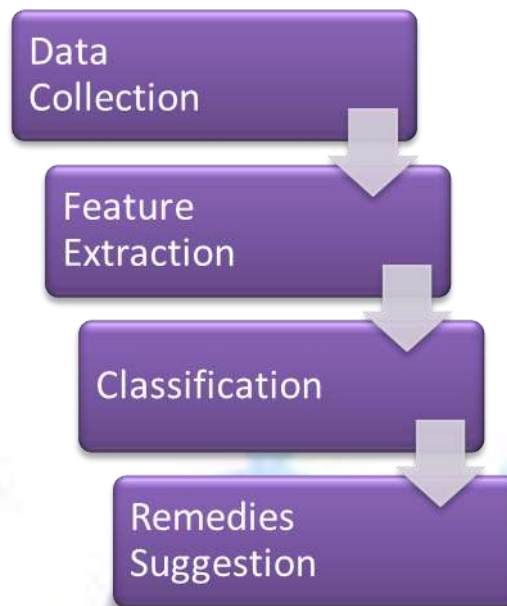 Data
Collection
Feature
Extraction
Classification
Remedies
Suggestion